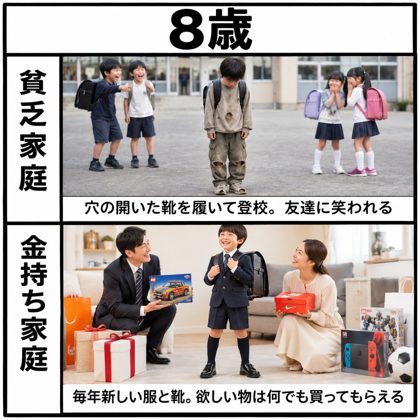 8歳
貧乏家庭
穴の開いた靴を履いて登校。友達に笑われる
金持ち家庭
毎年新しい服と靴。欲しい物は何でも買ってもらえる